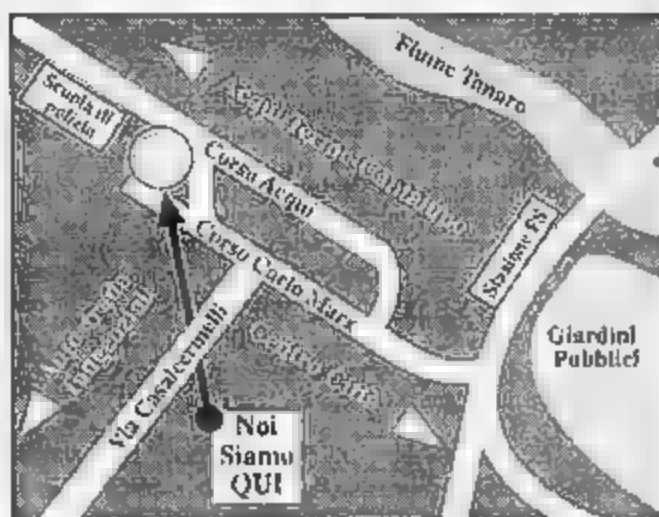 Fiume Tanaro
Scuola di
polizia
Corso Acqui
Corso Carlo Marx
Stazione FS
Giardini
Pubblici
Via Casalcermelli
Noi
Siamo
QUI